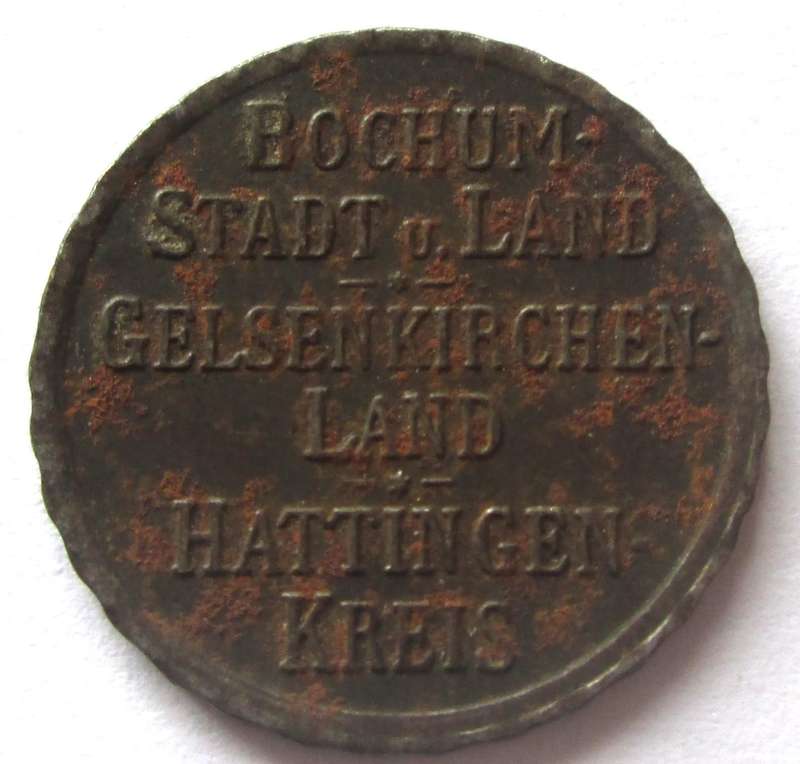 BOCHUM-
STADT U. LAND
GELSENKIRCHEN-
LAND
HATTINGEN-
KREIS